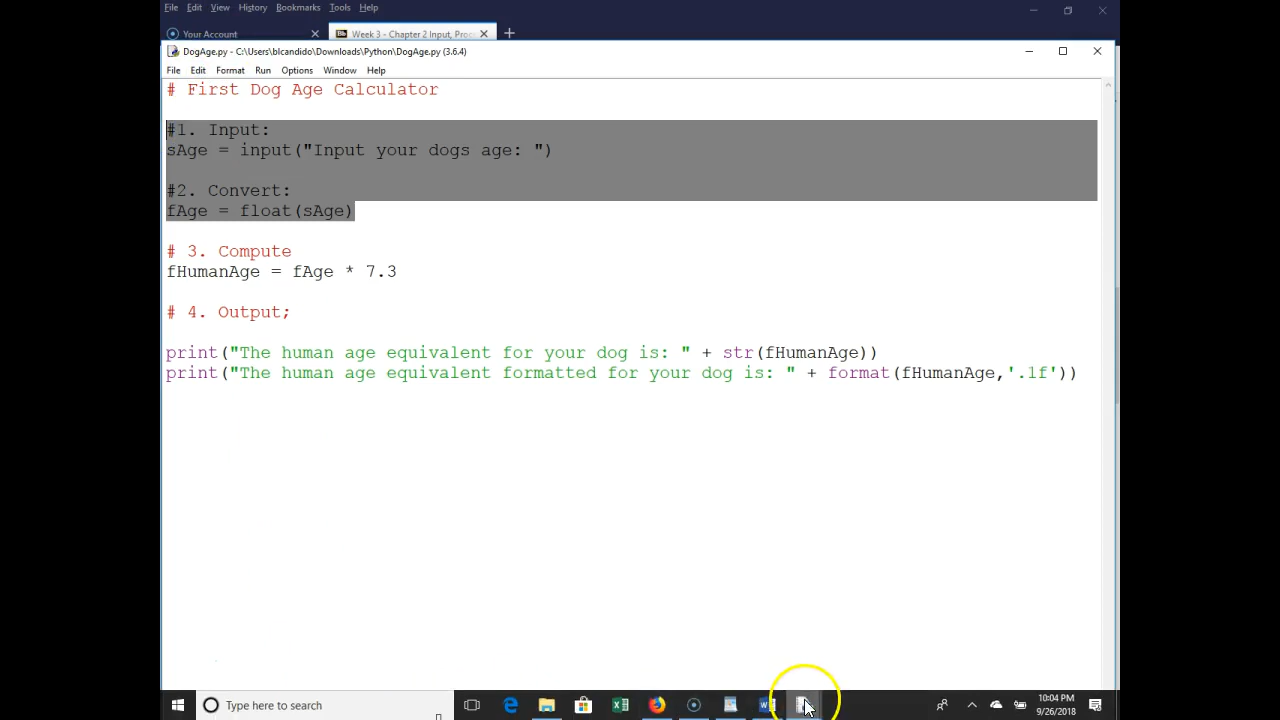 File Edit View History Bookmarks Tools Help
Your Account
Week 3 - Chapter 2 Input, Proc
DogAge.py - C:\Users\blcandido\Downloads\Python\DogAge.py (3.6.4)
File Edit Format Run Options Window Help
# First Dog Age Calculator
#1. Input:
sAge = input("Input your dogs age: ")
#2. Convert:
fAge = float(sAge)
# 3. Compute
fHumanAge = fAge * 7.3
# 4. Output;
print("The human age equivalent for your dog is: " + str(fHumanAge))
print("The human age equivalent formatted for your dog is: " + format(fHumanAge,'.1f'))
Type here to search
10:04 PM
9/26/2018